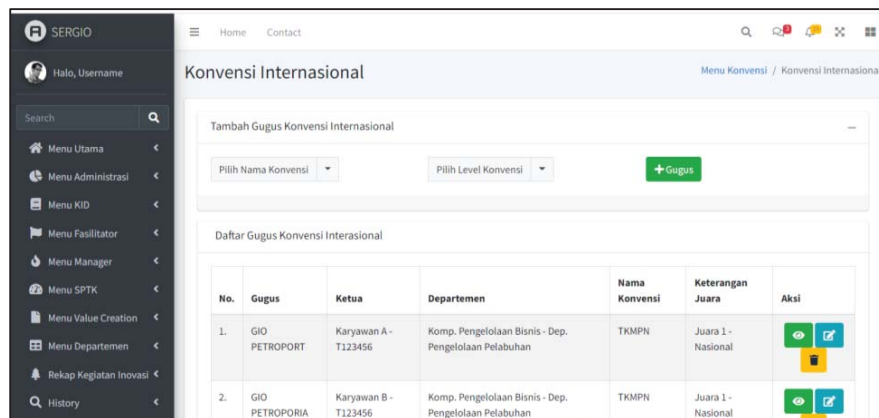 SERGIO
Home Contact
Halo, Username
Konvensi Internasional
Menu Konvensi / Konvensi Internasiona
Search
Tambah Gugus Konvensi Internasional
Menu Utama
Menu Administrasi
Menu KID
Menu Fasilitator
Menu Manager
Menu SPTK
Menu Value Creation
Menu Departemen
Rekap Kegiatan Inovasi
History
Pilih Nama Konvensi
Pilih Level Konvensi
+ Gugus
Daftar Gugus Konvensi Interasional
No. Gugus Ketua Departemen Nama Konvensi Keterangan Juara Aksi
1. GIO PETROPORT Karyawan A - T123456 Komp. Pengelolaan Bisnis - Dep. Pengelolaan Pelabuhan TKMPN Juara 1 - Nasional
2. GIO PETROPORIA Karyawan B - T123456 Komp. Pengelolaan Bisnis - Dep. Pengelolaan Pelabuhan TKMPN Juara 1 - Nasional